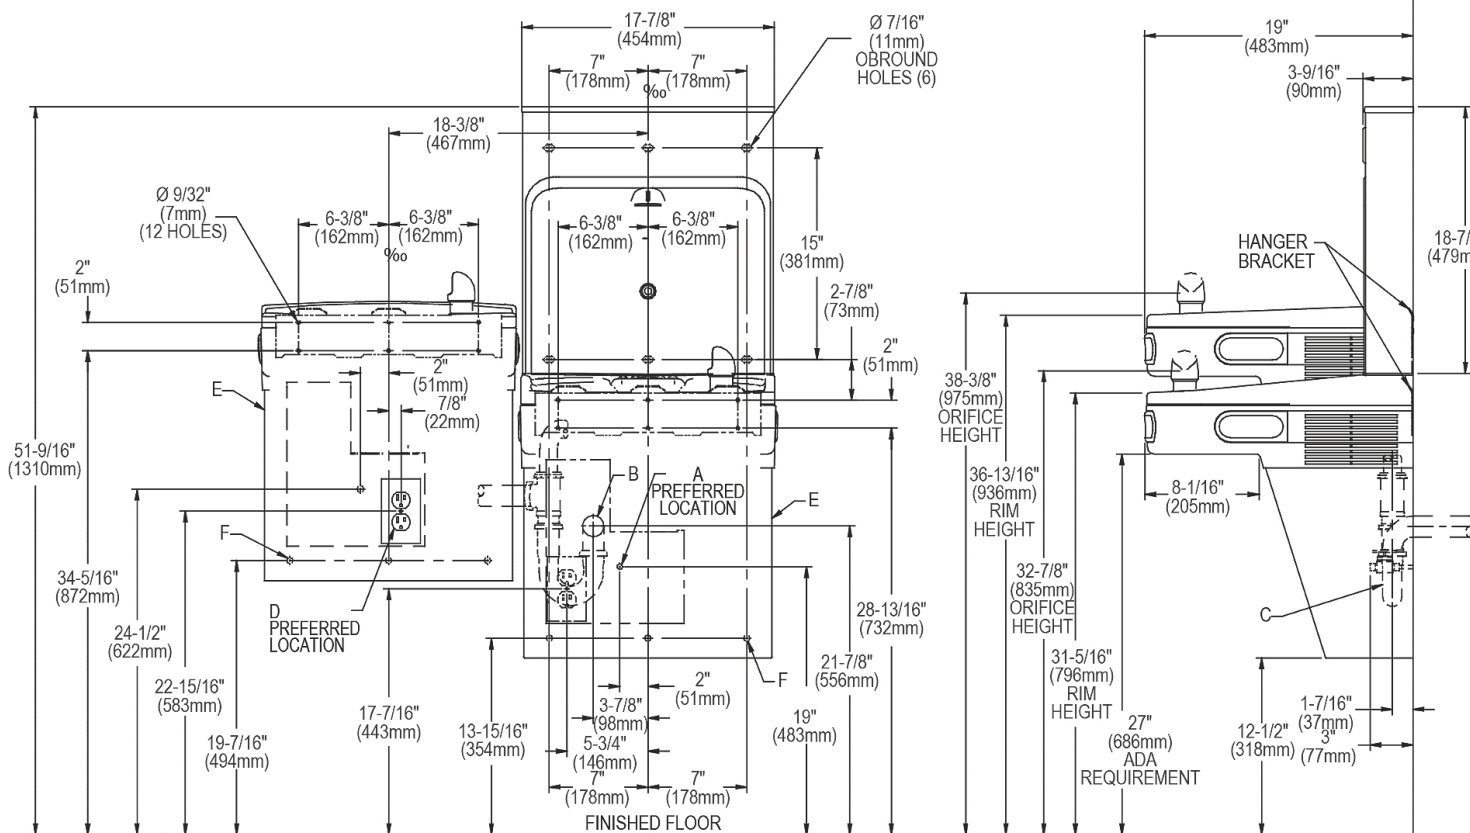 17-7/8"
(454mm)
Ø 7/16"
(11mm)
OBROUND
HOLES (6)
19"
(483mm)
7"
(178mm)
7"
(178mm)
‰
3-9/16"
(90mm)
18-3/8"
(467mm)
Ø 9/32"
(7mm)
(12 HOLES)
6-3/8"
(162mm)
6-3/8"
(162mm)
‰
6-3/8"
(162mm)
6-3/8"
(162mm)
15"
(381mm)
HANGER
BRACKET
18-7/
(479m
2"
(51mm)
2-7/8"
(73mm)
2"
(51mm)
2"
(51mm)
7/8"
(22mm)
E
38-3/8"
(975mm)
ORIFICE
HEIGHT
51-9/16"
(1310mm)
36-13/16"
(936mm)
RIM
HEIGHT
B
A
PREFERRED
LOCATION
E
8-1/16"
(205mm)
F
34-5/16"
(872mm)
32-7/8"
(835mm)
ORIFICE
HEIGHT
D
PREFERRED
LOCATION
28-13/16"
(732mm)
C
24-1/2"
(622mm)
21-7/8"
(556mm)
31-5/16"
(796mm)
RIM
HEIGHT
F
22-15/16"
(583mm)
2"
(51mm)
3-7/8"
(98mm)
17-7/16"
(443mm)
13-15/16"
(354mm)
19"
(483mm)
1-7/16"
(37mm)
3"
(77mm)
12-1/2"
(318mm)
27"
(686mm)
ADA
REQUIREMENT
19-7/16"
(494mm)
5-3/4"
(146mm)
7"
(178mm)
7"
(178mm)
FINISHED FLOOR